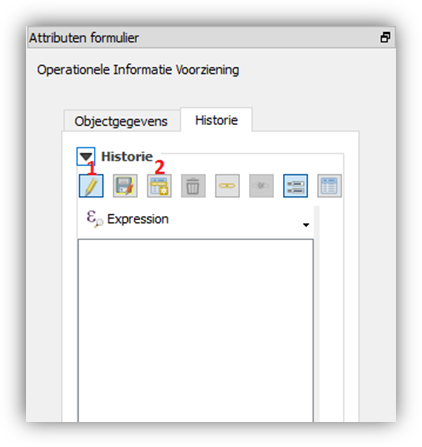 Attributen formulier
Operationele Informatie Voorziening
Objectgegevens Historie
Historie
1 2
ε Expression